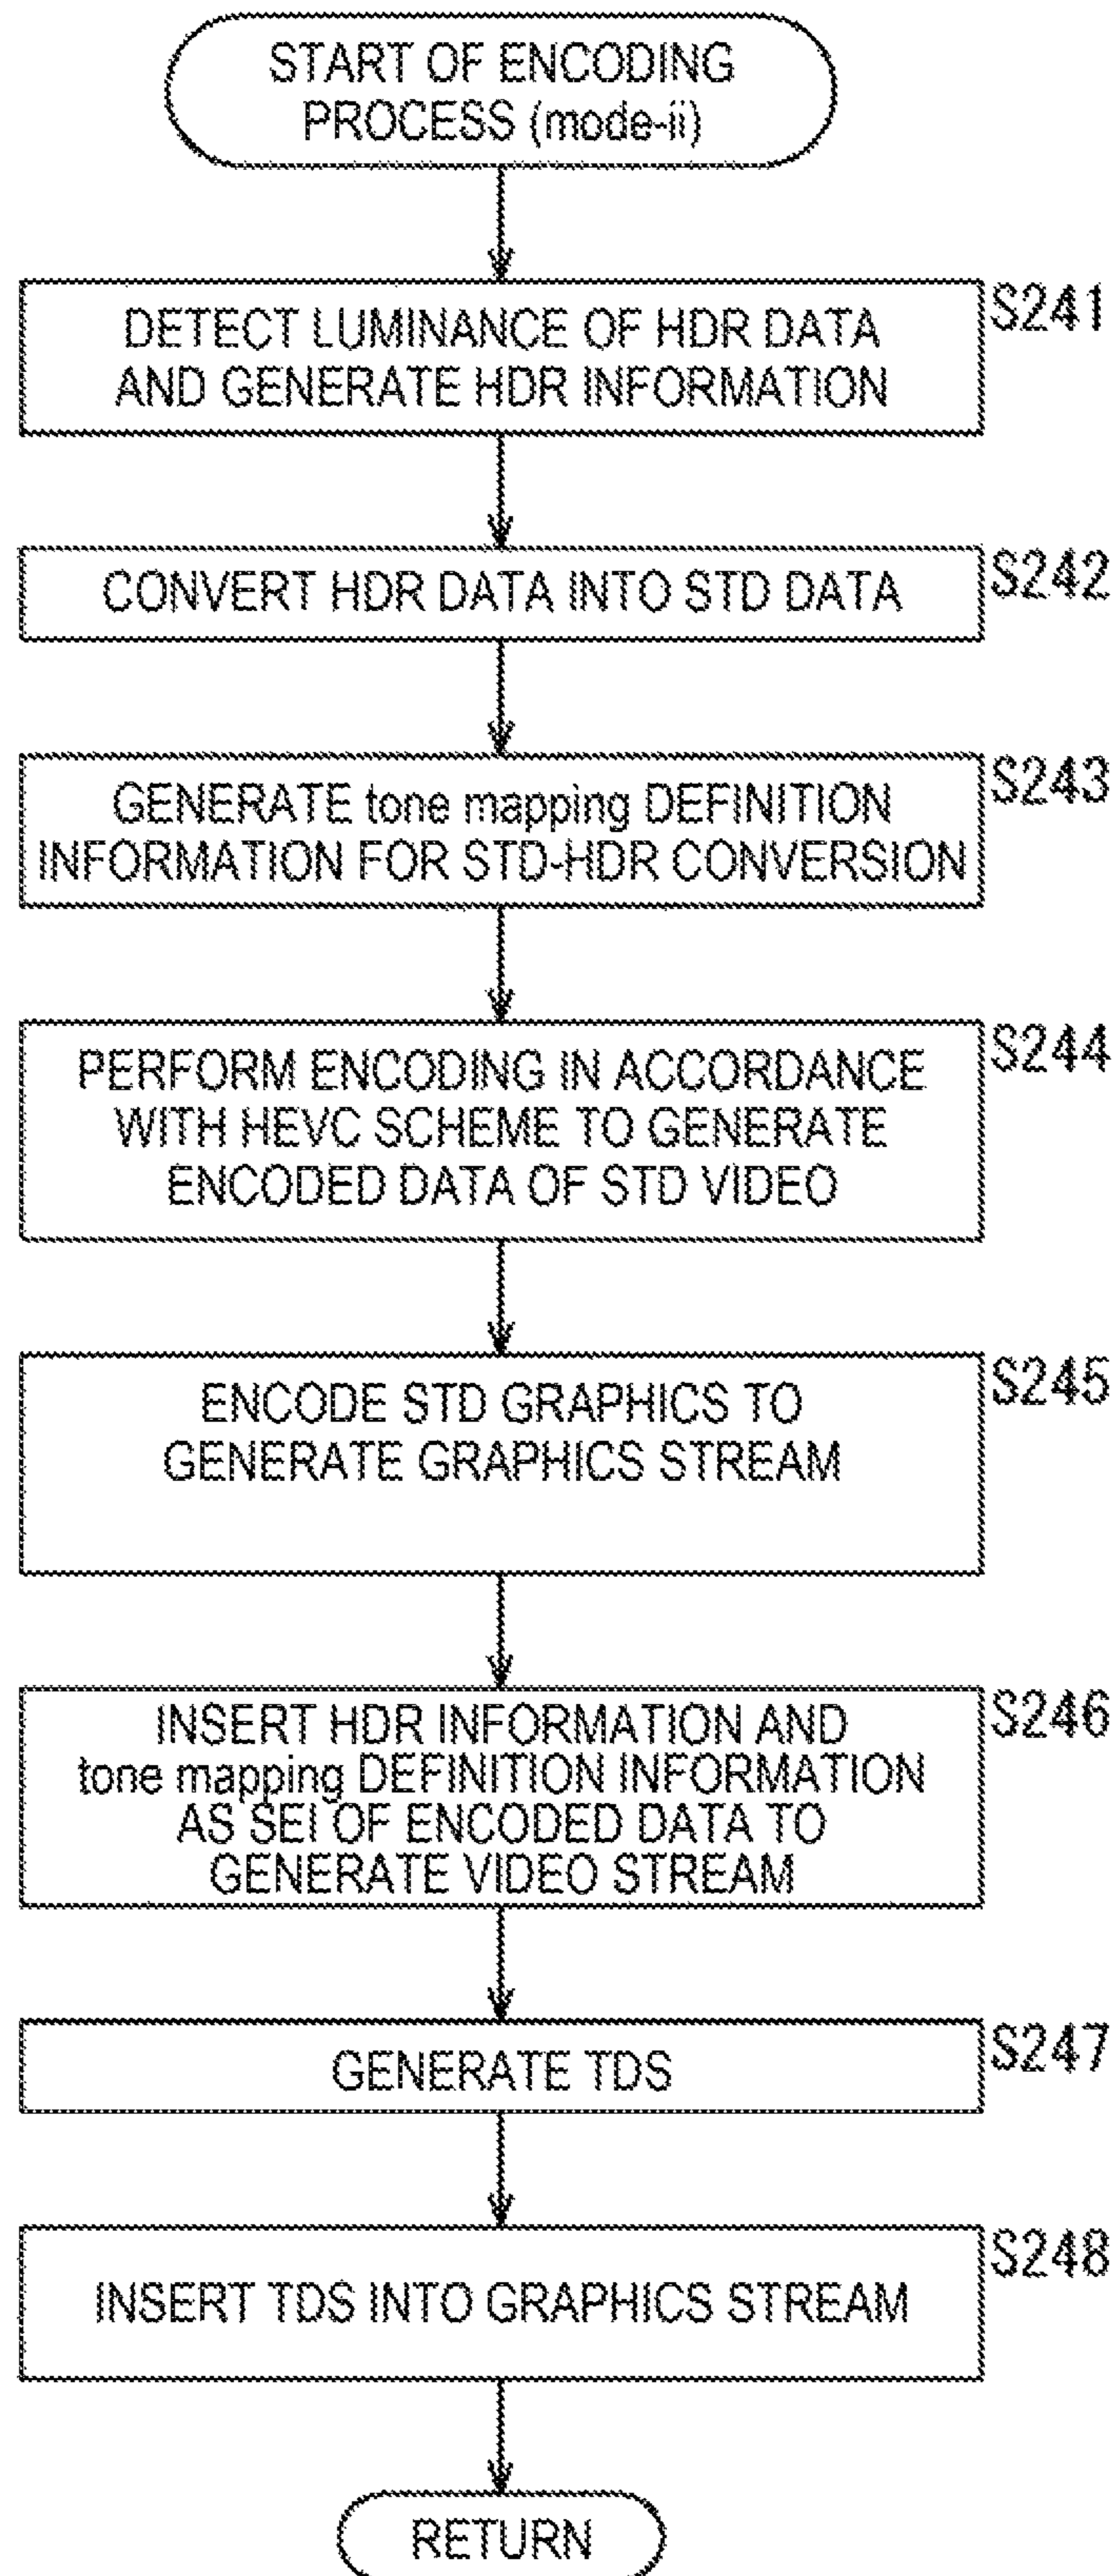 START OF ENCODING
PROCESS (mode-ii)
S241
DETECT LUMINANCE OF HDR DATA
AND GENERATE HDR INFORMATION
S242
CONVERT HDR DATA INTO STD DATA
S243
GENERATE tone mapping DEFINITION
INFORMATION FOR STD-HDR CONVERSION
S244
PERFORM ENCODING IN ACCORDANCE
WITH HEVC SCHEME TO GENERATE
ENCODED DATA OF STD VIDEO
S245
ENCODE STD GRAPHICS TO
GENERATE GRAPHICS STREAM
S246
INSERT HDR INFORMATION AND
tone mapping DEFINITION INFORMATION
AS SEI OF ENCODED DATA TO
GENERATE VIDEO STREAM
S247
GENERATE TDS
S248
INSERT TDS INTO GRAPHICS STREAM
RETURN